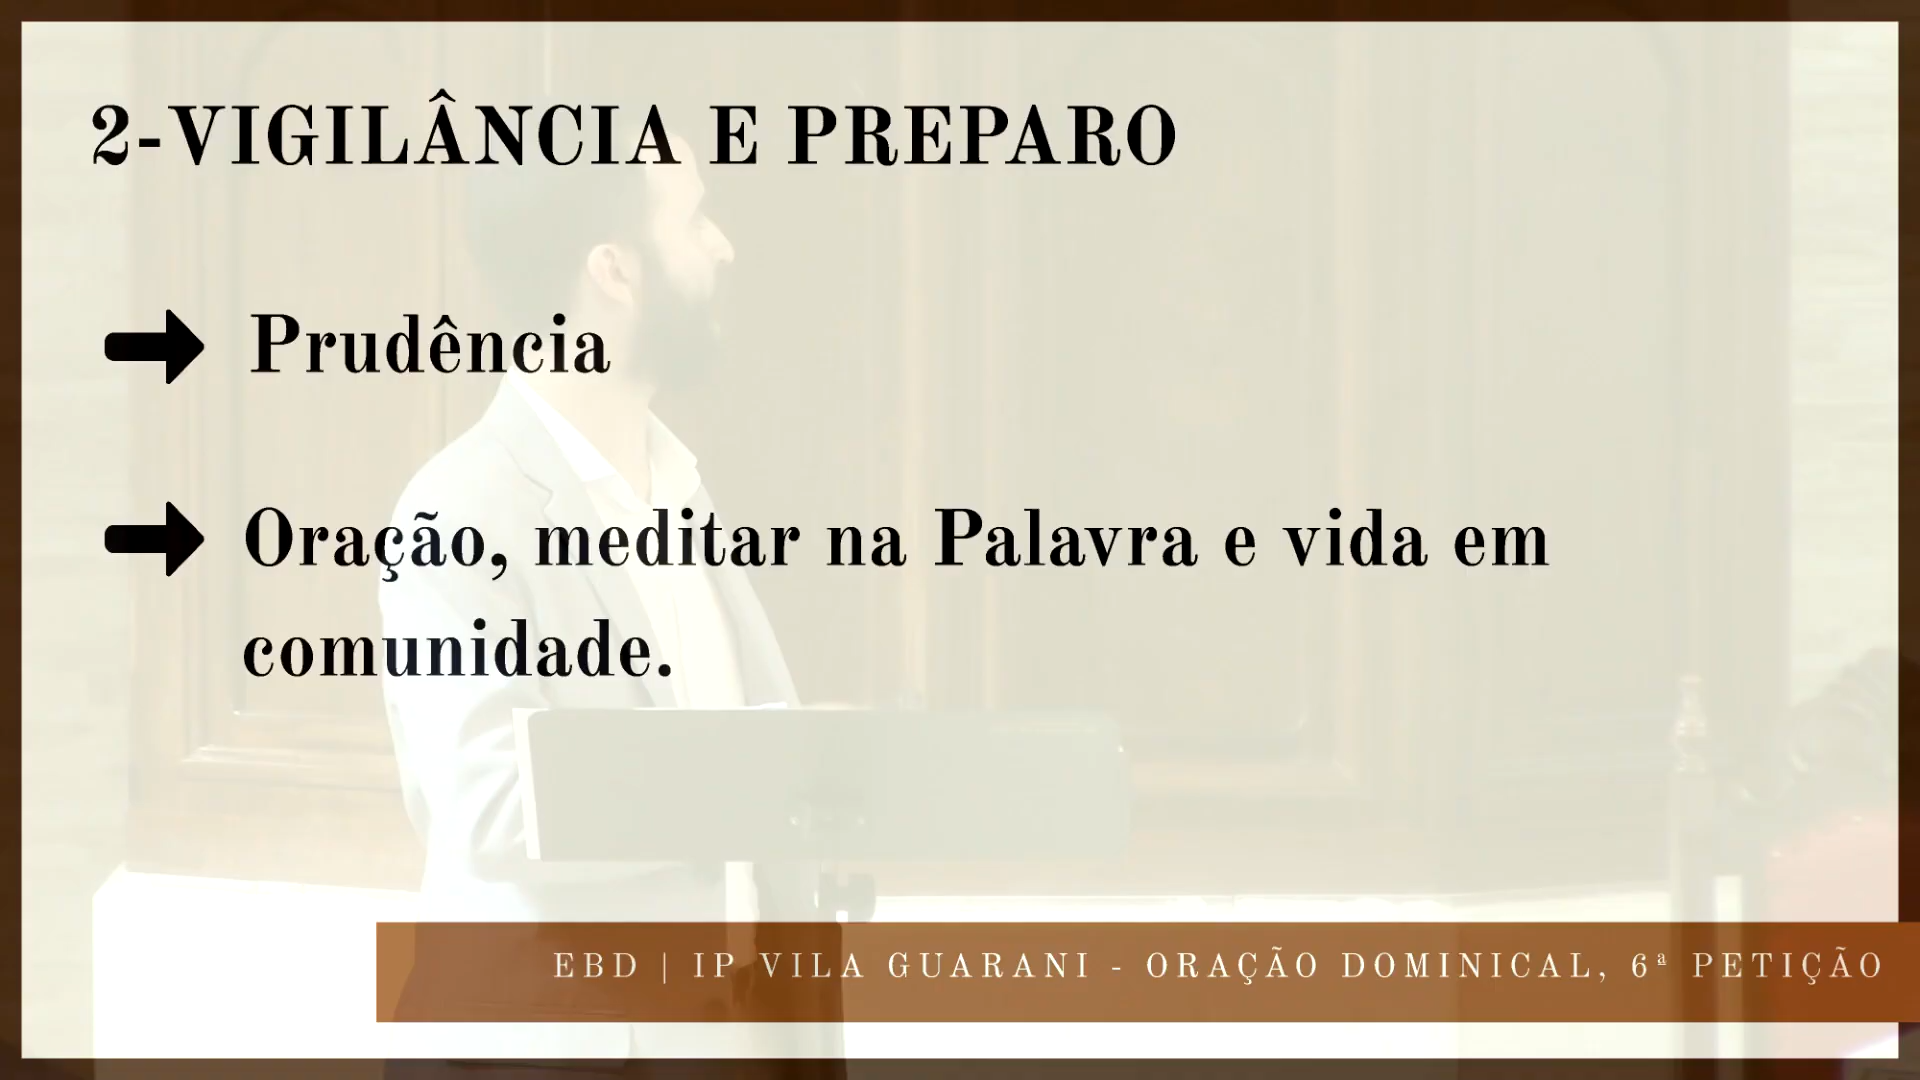 2-VIGILÂNCIA E PREPARO
Prudência
Oração, meditar na Palavra e vida em
comunidade.
EBD | IP VILA GUARANI - ORAÇÃO DOMINICAL, 6ª PETIÇÃO